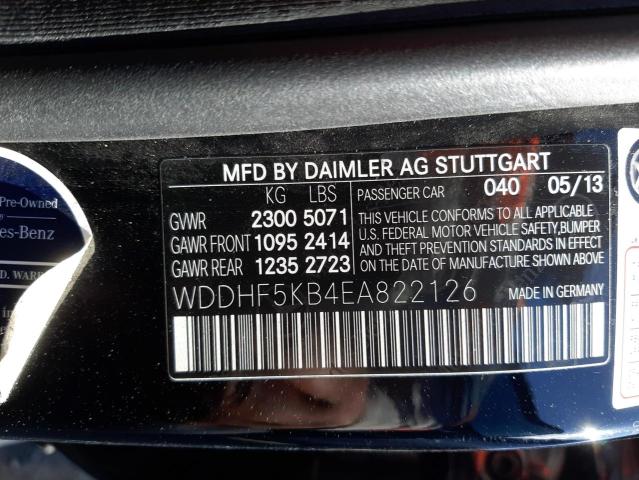 MFD BY DAIMLER AG STUTTGART
KG LBS
PASSENGER CAR 040 05/13
GVWR 2300 5071
GAWR FRONT 1095 2414
GAWR REAR 1235 2723
THIS VEHICLE CONFORMS TO ALL APPLICABLE
U.S. FEDERAL MOTOR VEHICLE SAFETY, BUMPER
AND THEFT PREVENTION STANDARDS IN EFFECT
ON THE DATE OF MANUFACTURE SHOWN ABOVE
WDDHF5KB4EA822126 MADE IN GERMANY
Pre-Owned
es-Benz
D. WARR